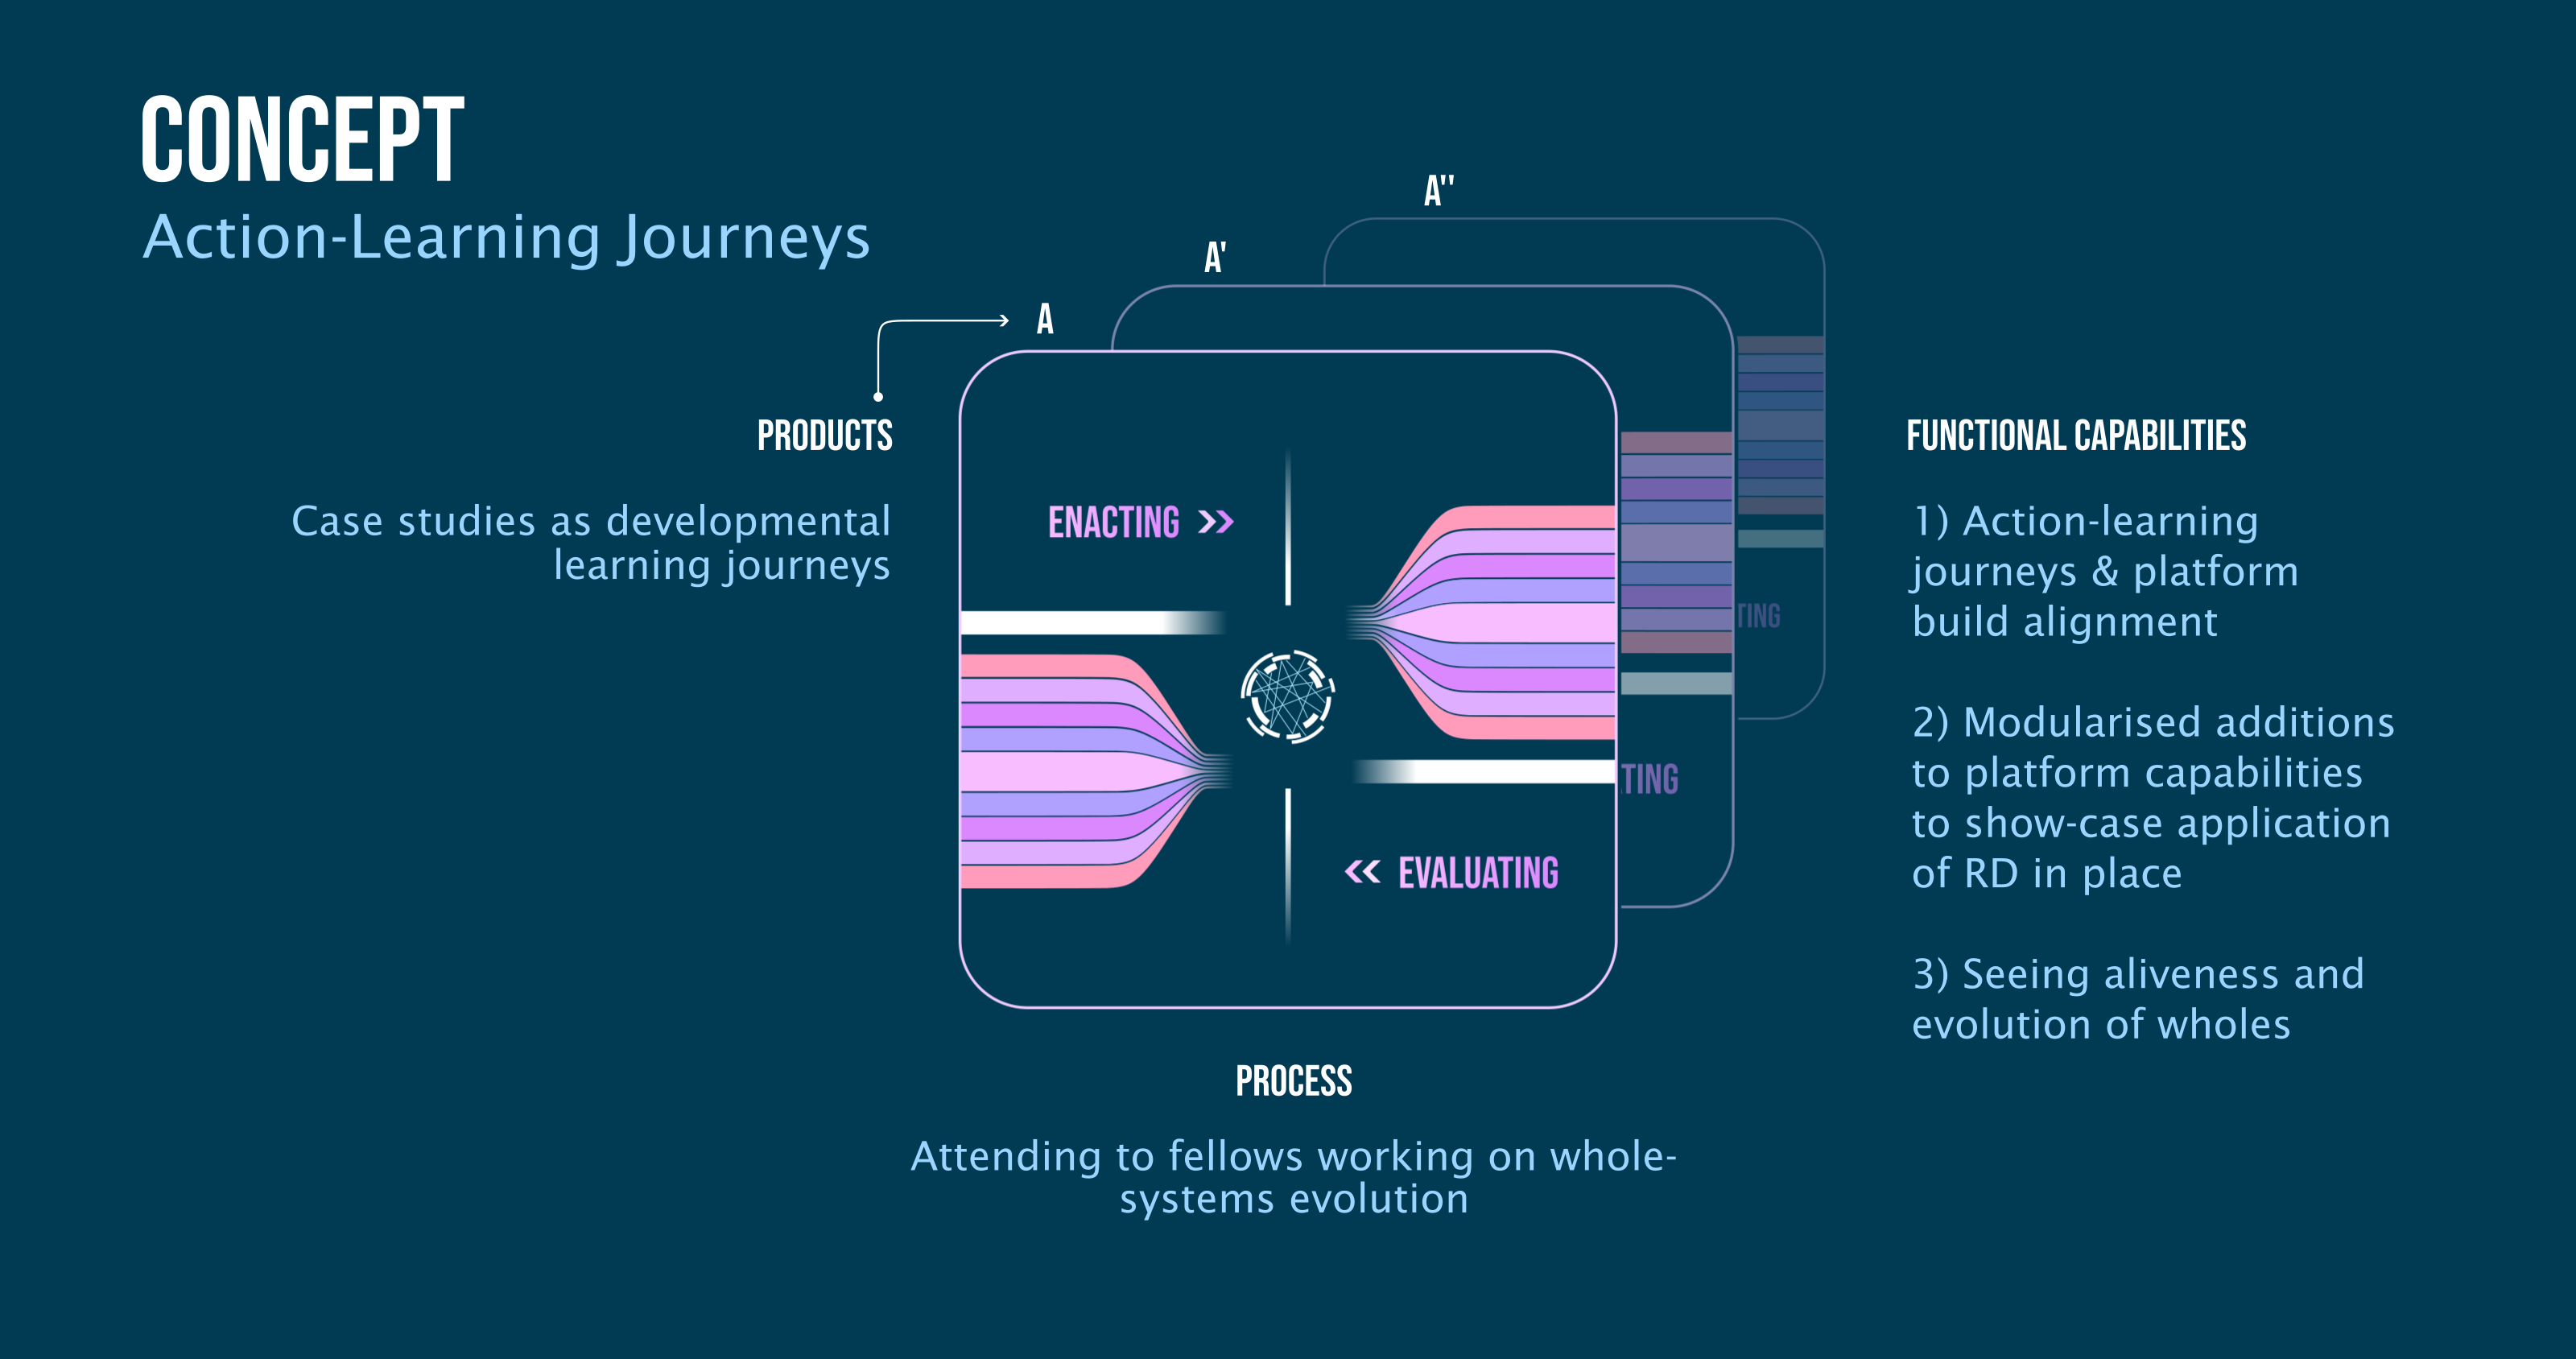 CONCEPT
Action-Learning Journeys
A"
A'
A
PRODUCTS
Case studies as developmental
learning journeys
ENACTING
EVALUATING
TING
TING
FUNCTIONAL CAPABILITIES
1) Action-learning
journeys & platform
build alignment
2) Modularised additions
to platform capabilities
to show-case application
of RD in place
3) Seeing aliveness and
evolution of wholes
PROCESS
Attending to fellows working on whole-
systems evolution